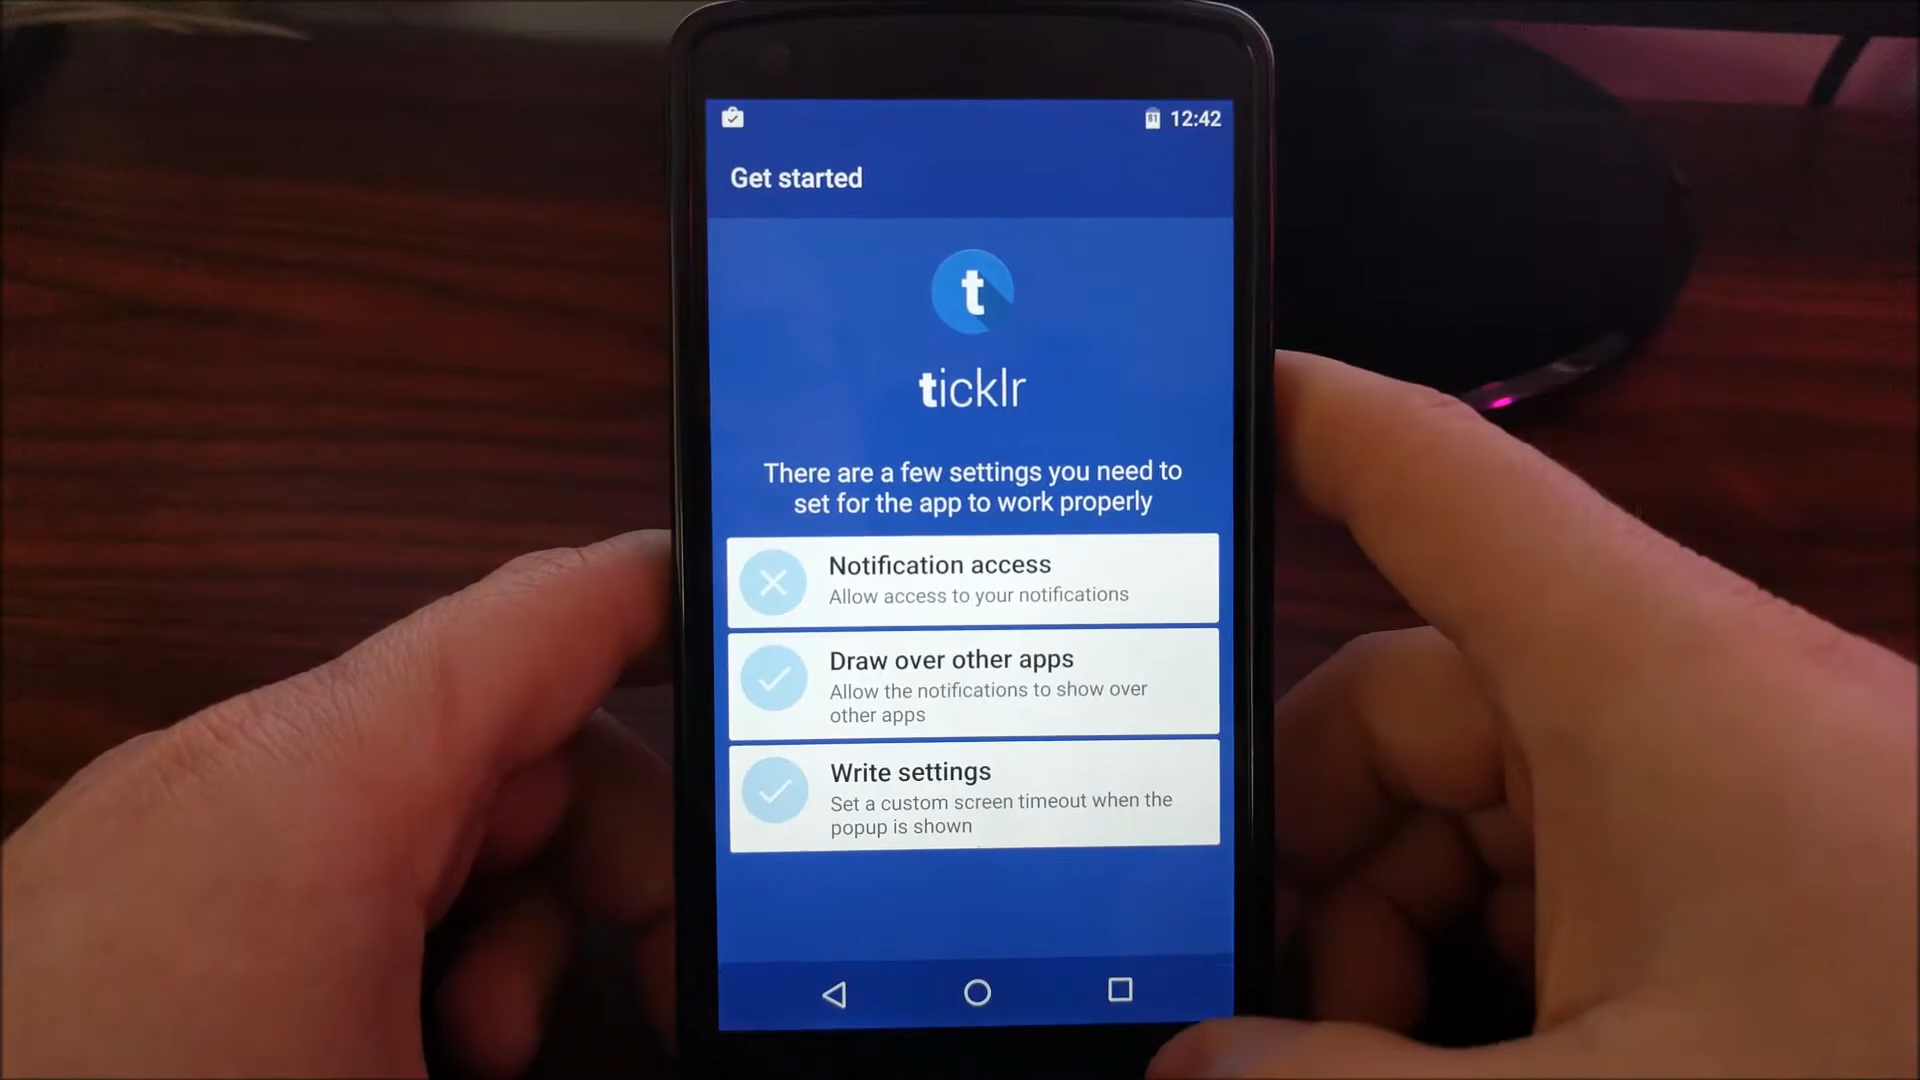 81 12:42
Get started
t
ticklr
There are a few settings you need to
set for the app to work properly
Notification access
Allow access to your notifications
Draw over other apps
Allow the notifications to show over
other apps
Write settings
Set a custom screen timeout when the
popup is shown